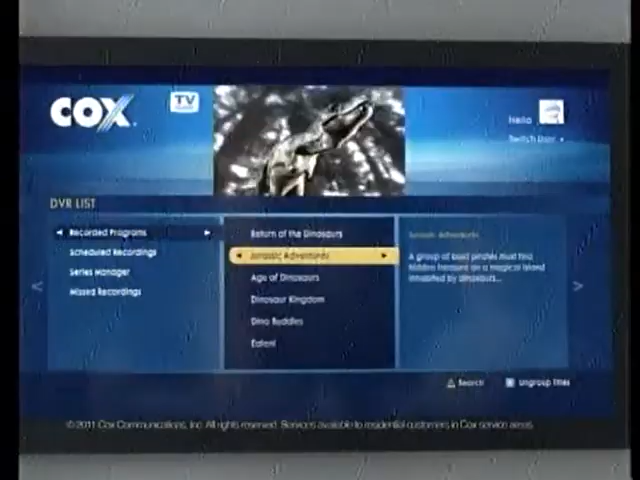 COX
TV
Hello
Switch User
DVR LIST
Recorded Programs
Scheduled Recordings
Series Manager
Missed Recordings
Return of the Dinosaurs
Jurassic Adventures
Age of Dinosaurs
Dinosaur Kingdom
Dino Buddies
Eaten!
Jurassic Adventures
A group of bold pirates must find
hidden treasure on a magical island
inhabited by dinosaurs...
Search
Ungroup Titles
© 2011 Cox Communications, Inc. All rights reserved. Services available to residential customers in Cox service areas.